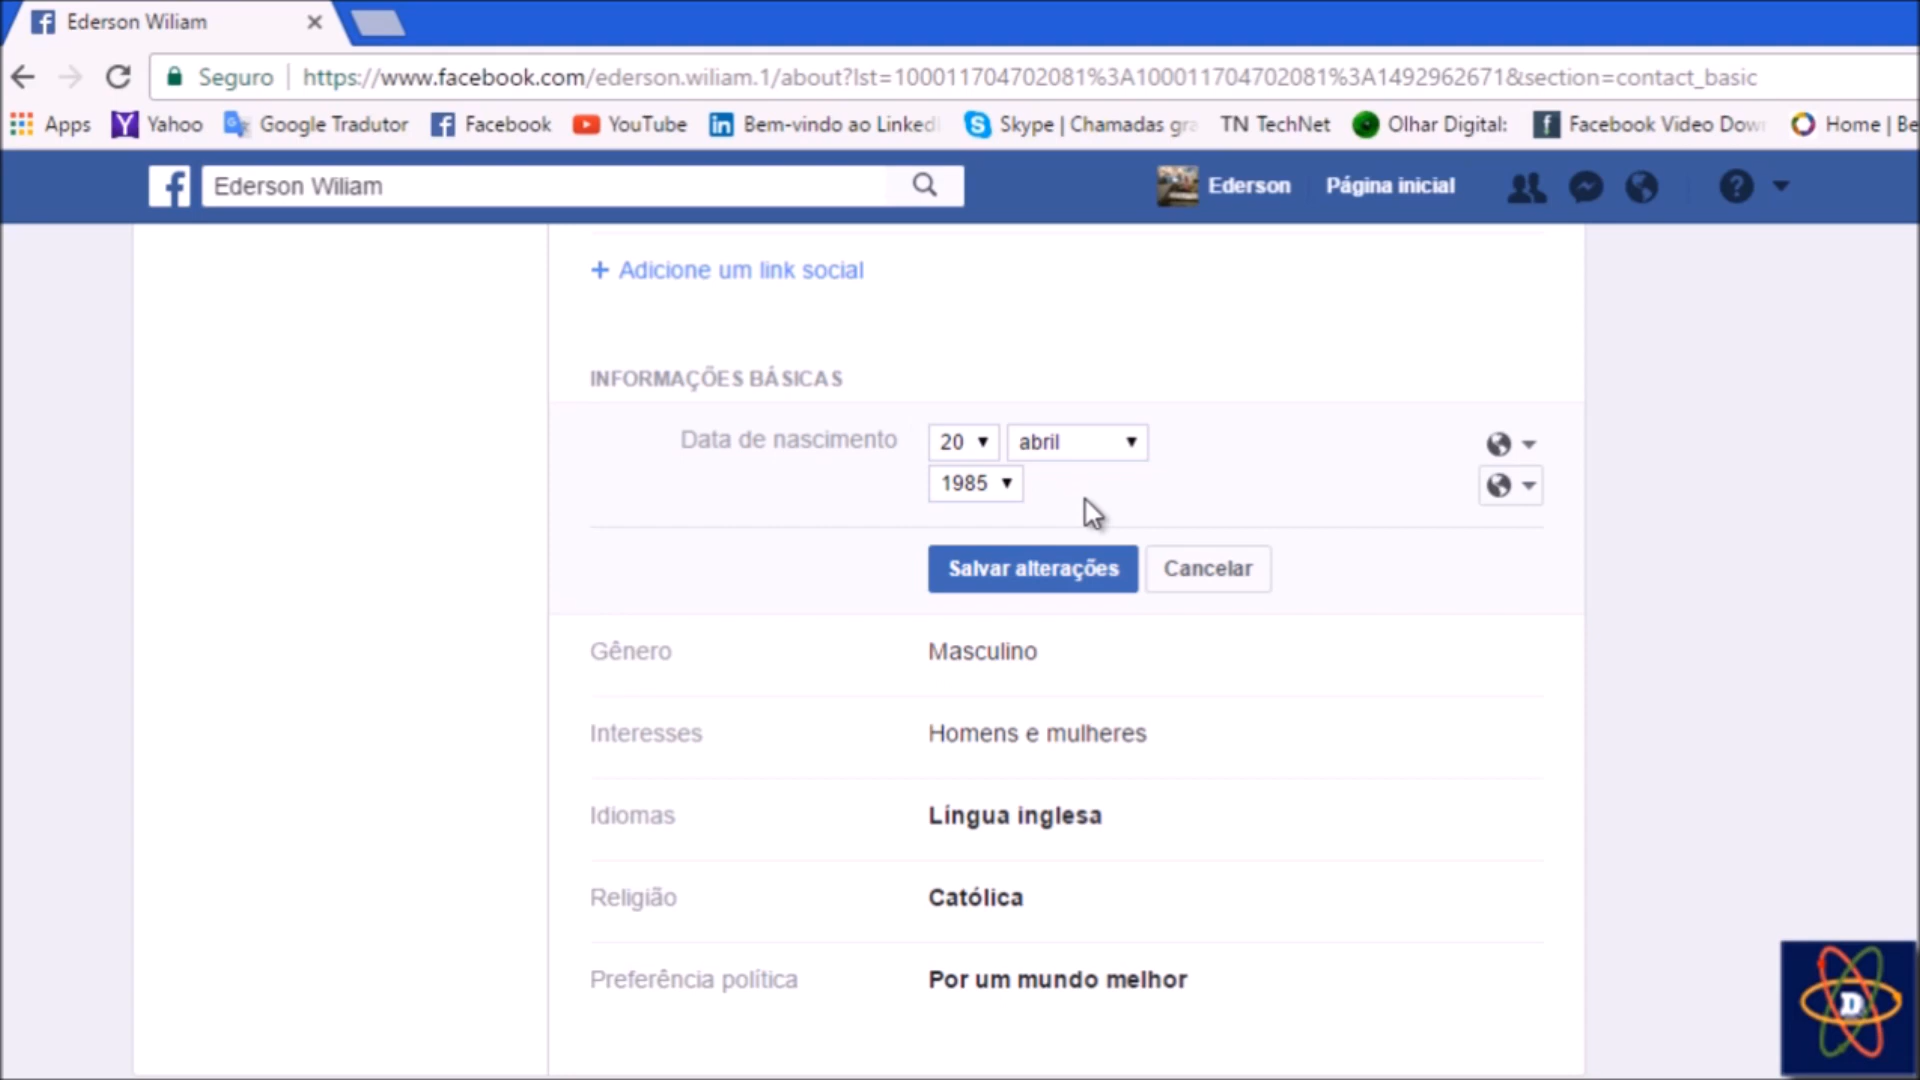 Ederson Wiliam
Seguro https://www.facebook.com/ederson.wiliam.1/about?lst=100011704702081%3A100011704702081%3A1492962671&section=contact_basic
Apps Yahoo Google Tradutor Facebook YouTube Bem-vindo ao Linked Skype | Chamadas gra TN TechNet Olhar Digital: Facebook Video Dow Home | Be
Ederson Wiliam Ederson Página inicial
+ Adicione um link social
INFORMAÇÕES BÁSICAS
Data de nascimento 20 abril
1985
Salvar alterações Cancelar
Gênero Masculino
Interesses Homens e mulheres
Idiomas Língua inglesa
Religião Católica
Preferência política Por um mundo melhor
D